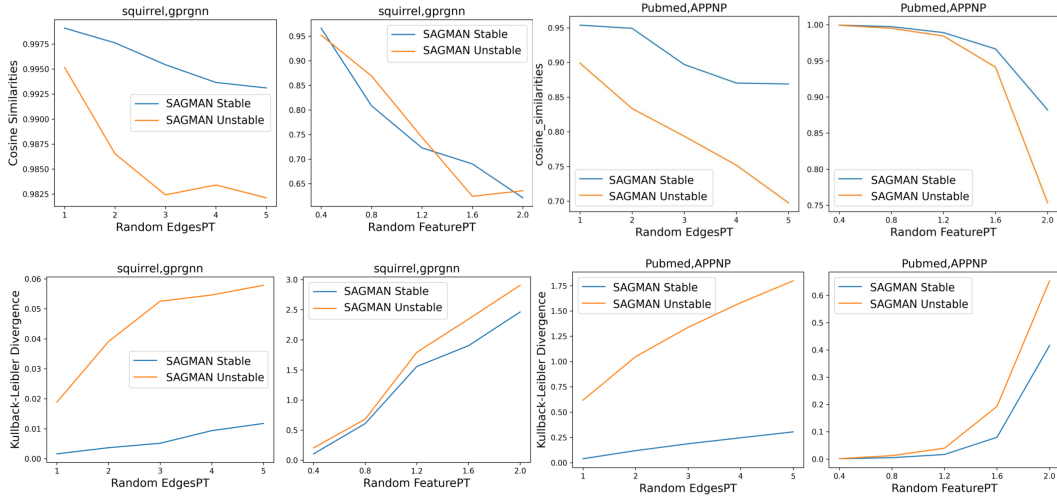 squirrel,gprgnn
Cosine Similarities
0.9975
0.9950
0.9925
0.9900
0.9875
0.9850
0.9825
SAGMAN Stable
SAGMAN Unstable
1 2 3 4 5
Random EdgesPT
squirrel,gprgnn
0.95
0.90
0.85
0.80
0.75
0.70
0.65
SAGMAN Stable
SAGMAN Unstable
0.4 0.8 1.2 1.6 2.0
Random FeaturePT
Pubmed,APPNP
cosine_similarities
0.95
0.90
0.85
0.80
0.75
0.70
SAGMAN Stable
SAGMAN Unstable
1 2 3 4 5
Random EdgesPT
Pubmed,APPNP
1.00
0.95
0.90
0.85
0.80
0.75
SAGMAN Stable
SAGMAN Unstable
0.4 0.8 1.2 1.6 2.0
Random FeaturePT
squirrel,gprgnn
Kullback-Leibler Divergence
0.06
0.05
0.04
0.03
0.02
0.01
0.00
SAGMAN Stable
SAGMAN Unstable
1 2 3 4 5
Random EdgesPT
squirrel,gprgnn
3.0
2.5
2.0
1.5
1.0
0.5
0.0
SAGMAN Stable
SAGMAN Unstable
0.4 0.8 1.2 1.6 2.0
Random FeaturePT
Pubmed,APPNP
Kullback-Leibler Divergence
1.75
1.50
1.25
1.00
0.75
0.50
0.25
0.00
SAGMAN Stable
SAGMAN Unstable
1 2 3 4 5
Random EdgesPT
Pubmed,APPNP
0.6
0.5
0.4
0.3
0.2
0.1
0.0
SAGMAN Stable
SAGMAN Unstable
0.4 0.8 1.2 1.6 2.0
Random FeaturePT